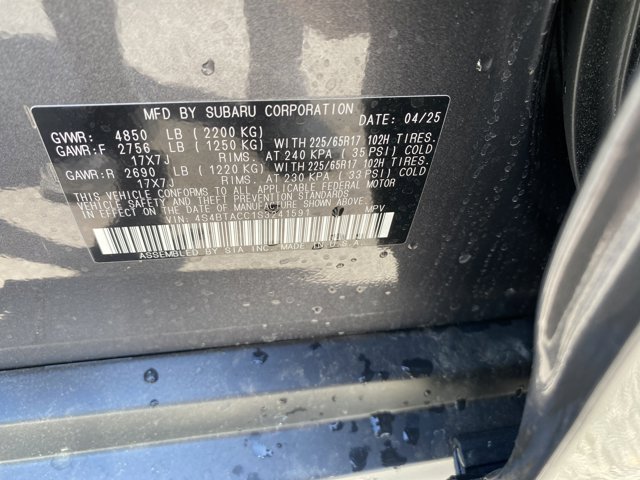 MFD BY SUBARU CORPORATION DATE: 04/25
GVWR: 4850 LB (2200 KG)
GAWR:F 2756 LB (1250 KG) WITH 225/65R17 102H TIRES.
17X7J RIMS. AT 240 KPA (35 PSI) COLD
GAWR:R 2690 LB (1220 KG) WITH 225/65R17 102H TIRES.
17X7J RIMS. AT 230 KPA (33 PSI) COLD
THIS VEHICLE CONFORMS TO ALL APPLICABLE FEDERAL MOTOR
VEHICLE SAFETY AND THEFT PREVENTION STANDARDS
IN EFFECT ON THE DATE OF MANUFACTURE SHOWN ABOVE.
VIN: 4S4BTACC1S3241591 MPV
ASSEMBLED BY SIA INC. MADE IN U.S.A.